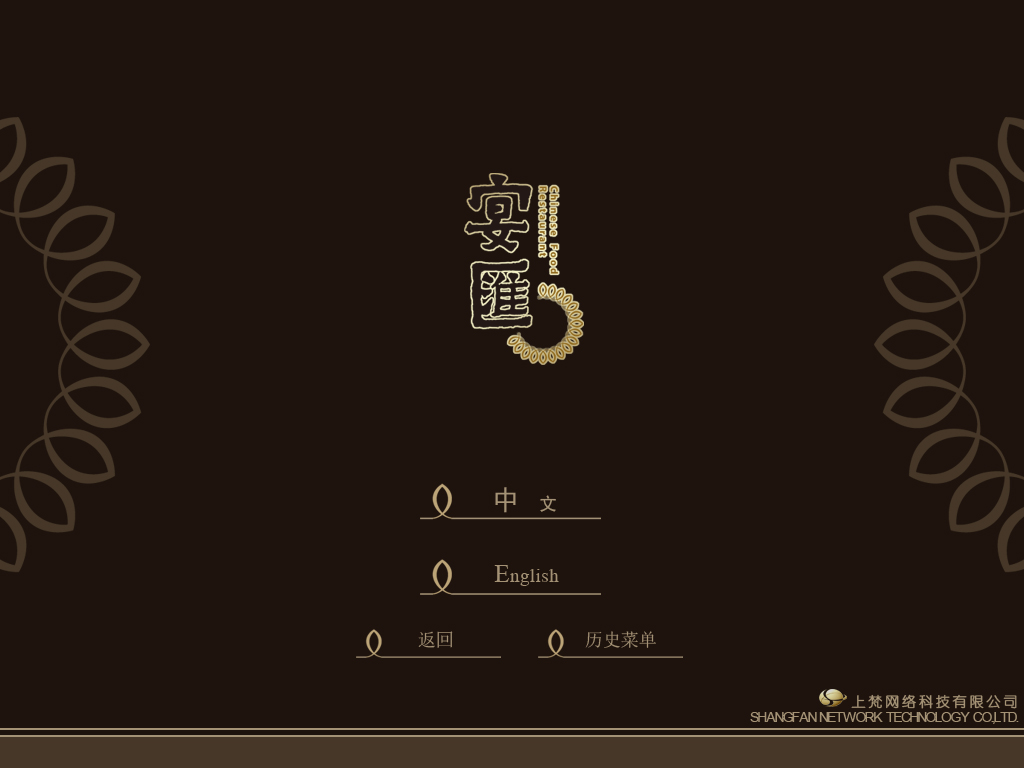 宴匯
Chinese Food
Restaurant
中 文
English
返回
历史菜单
上梵网络科技有限公司
SHANGFAN NETWORK TECHNOLOGY CO.,LTD.